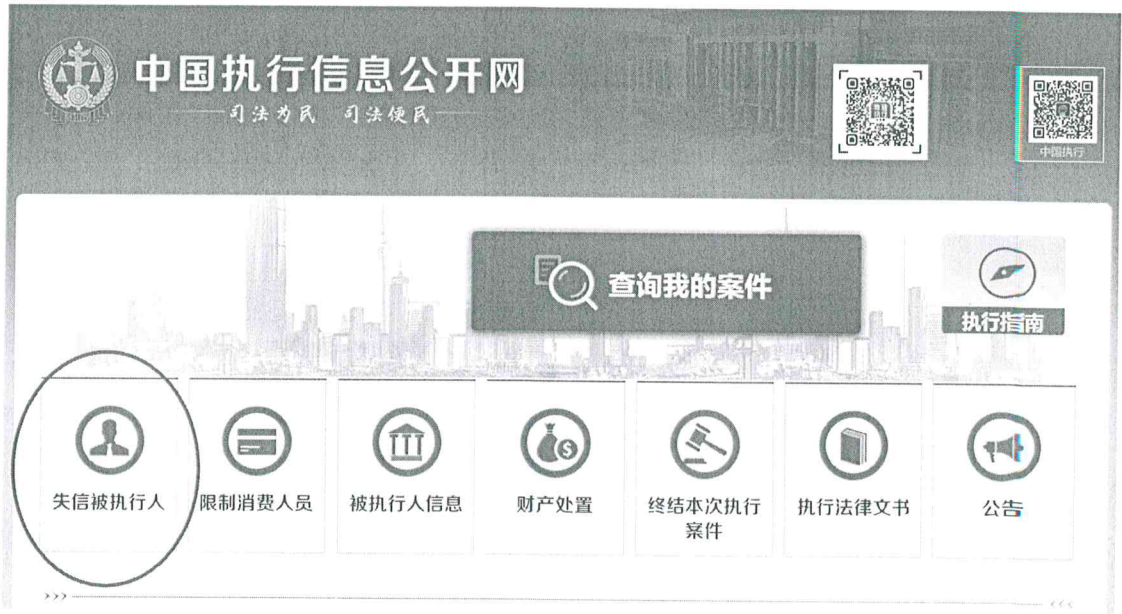 中国执行信息公开网
司法为民 司法便民
中国执行
查询我的案件
执行指南
失信被执行人
限制消费人员
被执行人信息
财产处置
终结本次执行
案件
执行法律文书
公告